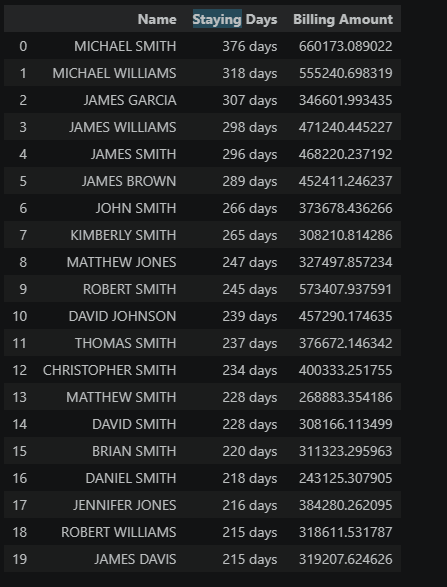 Name Staying Days Billing Amount
0 MICHAEL SMITH 376 days 660173.089022
1 MICHAEL WILLIAMS 318 days 555240.698319
2 JAMES GARCIA 307 days 346601.993435
3 JAMES WILLIAMS 298 days 471240.445227
4 JAMES SMITH 296 days 468220.237192
5 JAMES BROWN 289 days 452411.246237
6 JOHN SMITH 266 days 373678.436266
7 KIMBERLY SMITH 265 days 308210.814286
8 MATTHEW JONES 247 days 327497.857234
9 ROBERT SMITH 245 days 573407.937591
10 DAVID JOHNSON 239 days 457290.174635
11 THOMAS SMITH 237 days 376672.146342
12 CHRISTOPHER SMITH 234 days 400333.251755
13 MATTHEW SMITH 228 days 268883.354186
14 DAVID SMITH 228 days 308166.113499
15 BRIAN SMITH 220 days 311323.295963
16 DANIEL SMITH 218 days 243125.307905
17 JENNIFER JONES 216 days 384280.262095
18 ROBERT WILLIAMS 215 days 318611.531787
19 JAMES DAVIS 215 days 319207.624626